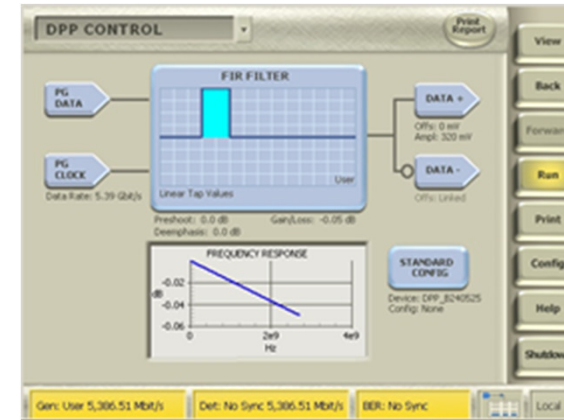 DPP CONTROL
Print
Report
View
Back
Forward
Run
Print
Config
Help
Shutdown
PG
DATA
PG
CLOCK
Data Rate: 5.39 Gbit/s
FIR FILTER
User
Linear Tap Values
Preshoot: 0.0 dB
Gain/Loss: -0.05 dB
Deemphasis: 0.0 dB
DATA +
Offs: 0 mV
Ampl: 320 mV
DATA -
Offs: Linked
FREQUENCY RESPONSE
-0.02
-0.04
-0.06
dB
0
2e9
4e9
Hz
STANDARD
CONFIG
Device: DPP_B240525
Config: None
Gen: User 5,386.51 Mbit/s
Det: No Sync 5,386.51 Mbit/s
BER: No Sync
Local